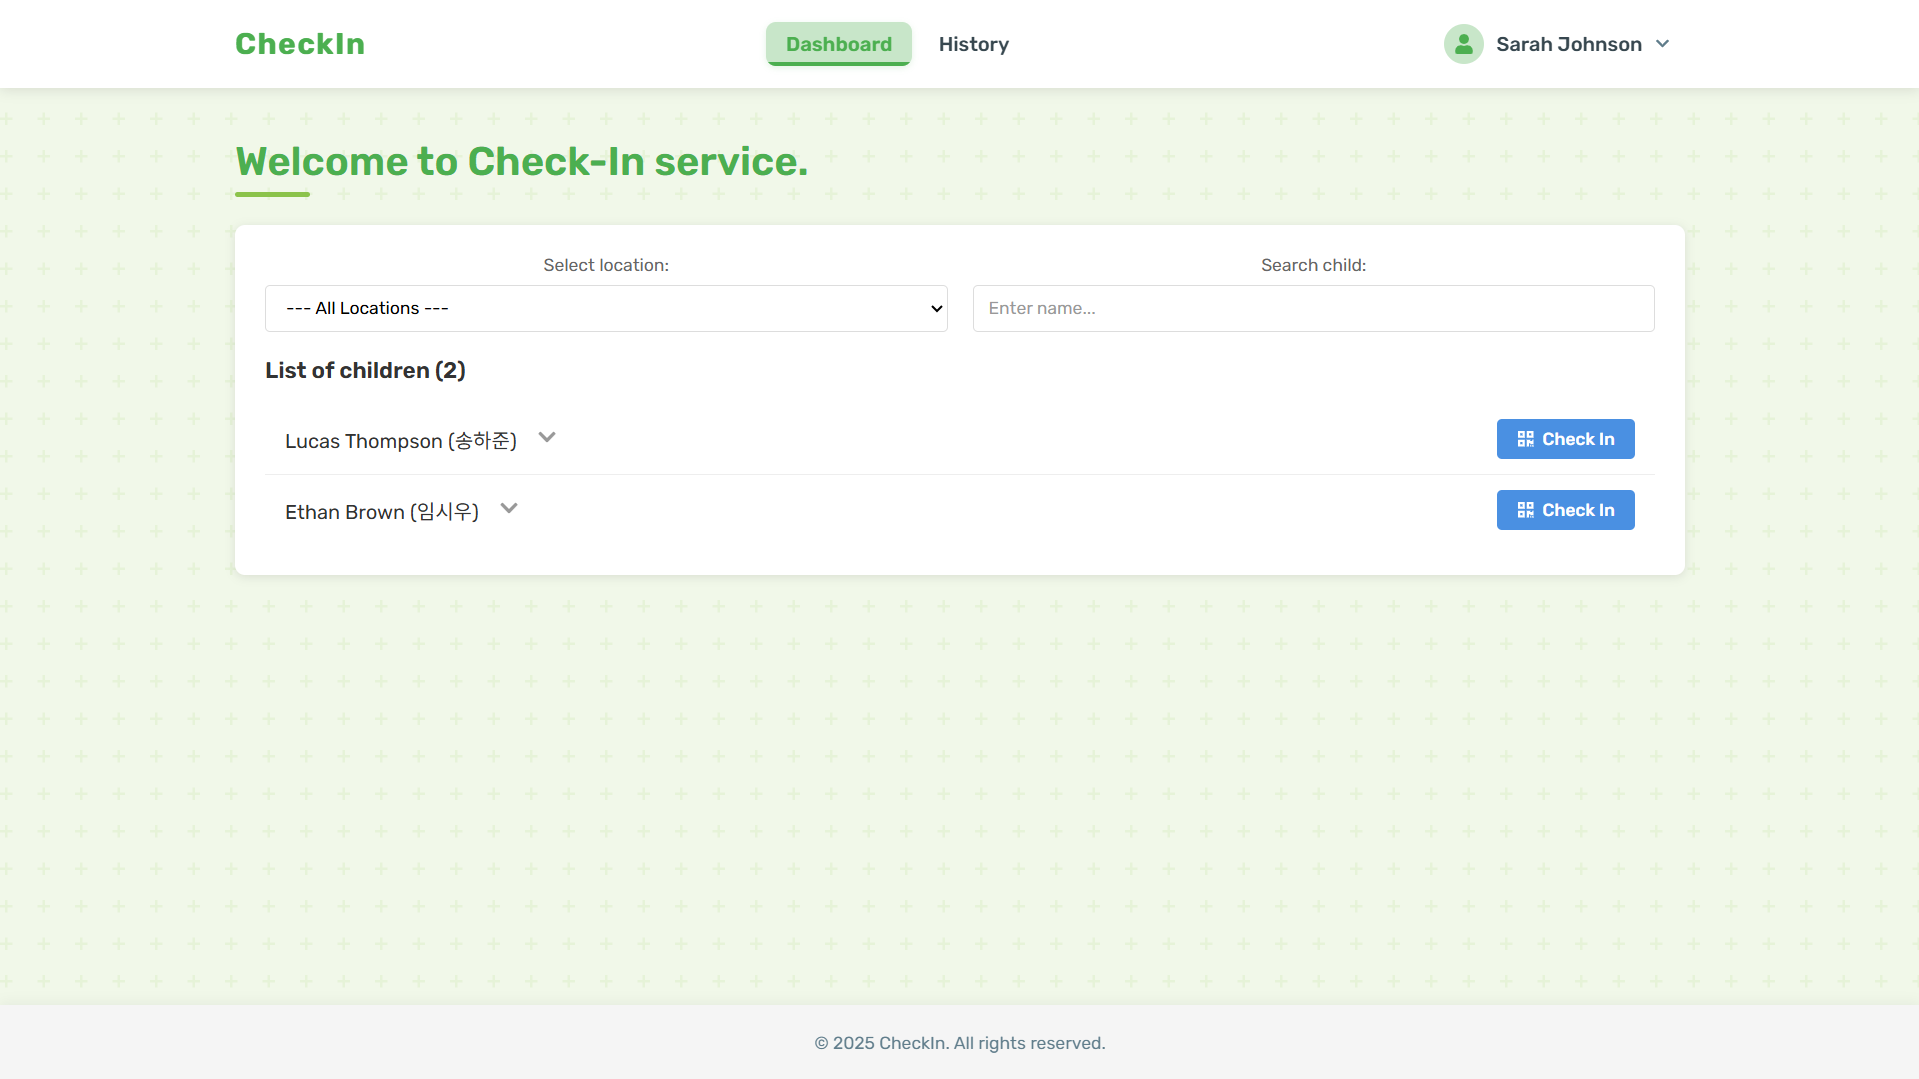 CheckIn
Dashboard
History
Sarah Johnson
Welcome to Check-In service.
Select location:
Search child:
--- All Locations ---
Enter name...
List of children (2)
Lucas Thompson (송하준)
Check In
Ethan Brown (임시우)
Check In
© 2025 CheckIn. All rights reserved.